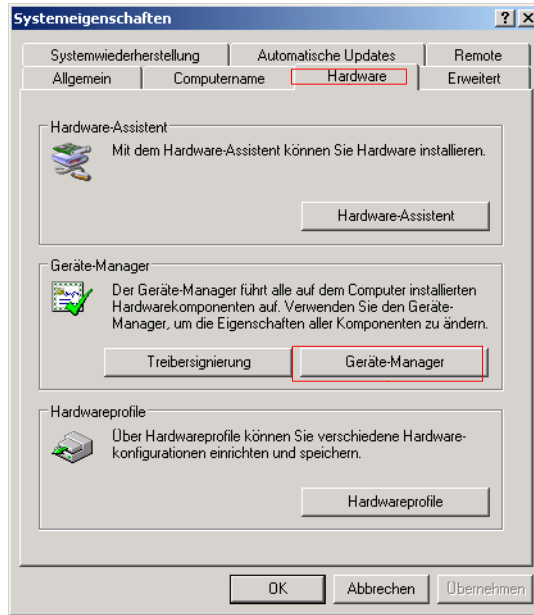 Systemeigenschaften
Systemwiederherstellung Automatische Updates Remote
Allgemein Computername Hardware Erweitert
Hardware-Assistent
Mit dem Hardware-Assistent können Sie Hardware installieren.
Hardware-Assistent
Geräte-Manager
Der Geräte-Manager führt alle auf dem Computer installierten
Hardwarekomponenten auf. Verwenden Sie den Geräte-
Manager, um die Eigenschaften aller Komponenten zu ändern.
Treibersignierung Geräte-Manager
Hardwareprofile
Über Hardwareprofile können Sie verschiedene Hardware-
konfigurationen einrichten und speichern.
Hardwareprofile
OK Abbrechen Übernehmen